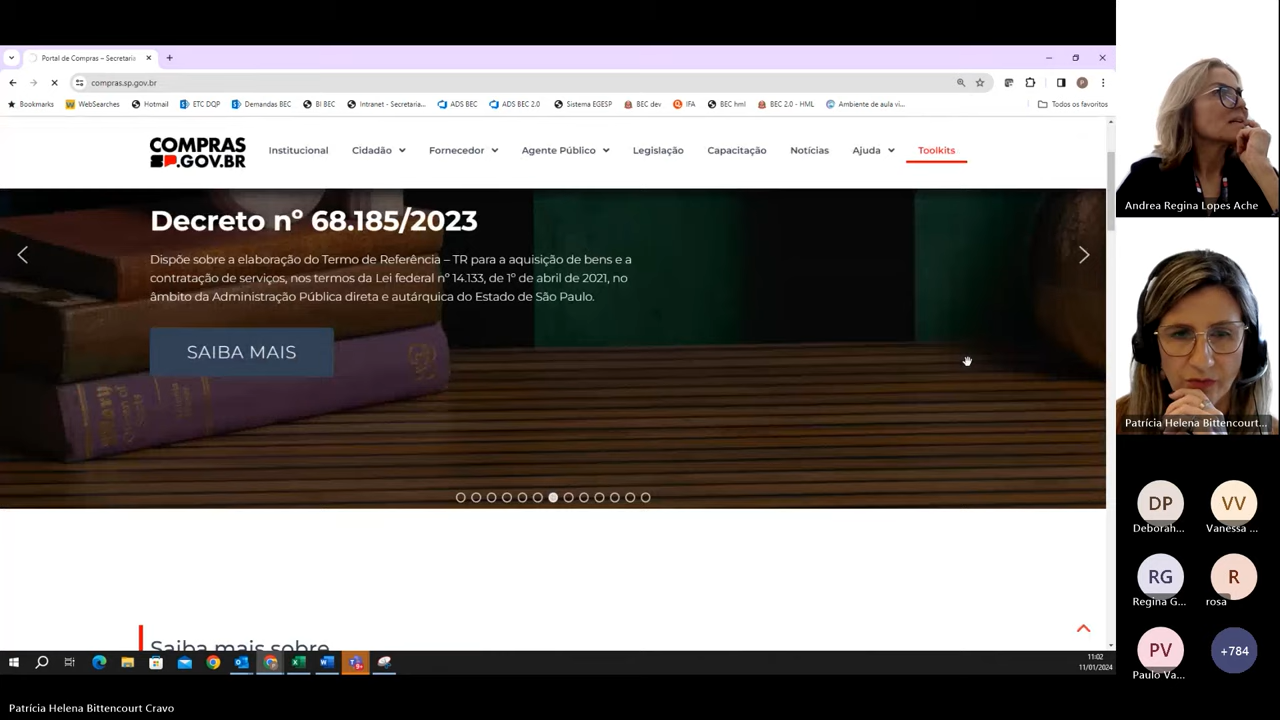 Portal de Compras – Secretaria
compras.sp.gov.br
Bookmarks WebSearches Hotmail ETC DQP Demandas BEC BI BEC Intranet - Secretaria... ADS BEC ADS BEC 2.0 Sistema EGESP BEC dev IFA BEC hml BEC 2.0 - HML Ambiente de aula vi... Todos os favoritos
COMPRAS
SP.GOV.BR
Institucional Cidadão Fornecedor Agente Público Legislação Capacitação Notícias Ajuda Toolkits
Decreto nº 68.185/2023
Dispõe sobre a elaboração do Termo de Referência – TR para a aquisição de bens e a
contratação de serviços, nos termos da Lei federal nº 14.133, de 1º de abril de 2021, no
âmbito da Administração Pública direta e autárquica do Estado de São Paulo.
SAIBA MAIS
Saiba mais sobre
11:02
11/01/2024
Andrea Regina Lopes Ache
Patrícia Helena Bittencourt...
DP
Deborah...
VV
Vanessa ...
RG
Regina G...
R
rosa
PV
Paulo Va...
+784
Patrícia Helena Bittencourt Cravo